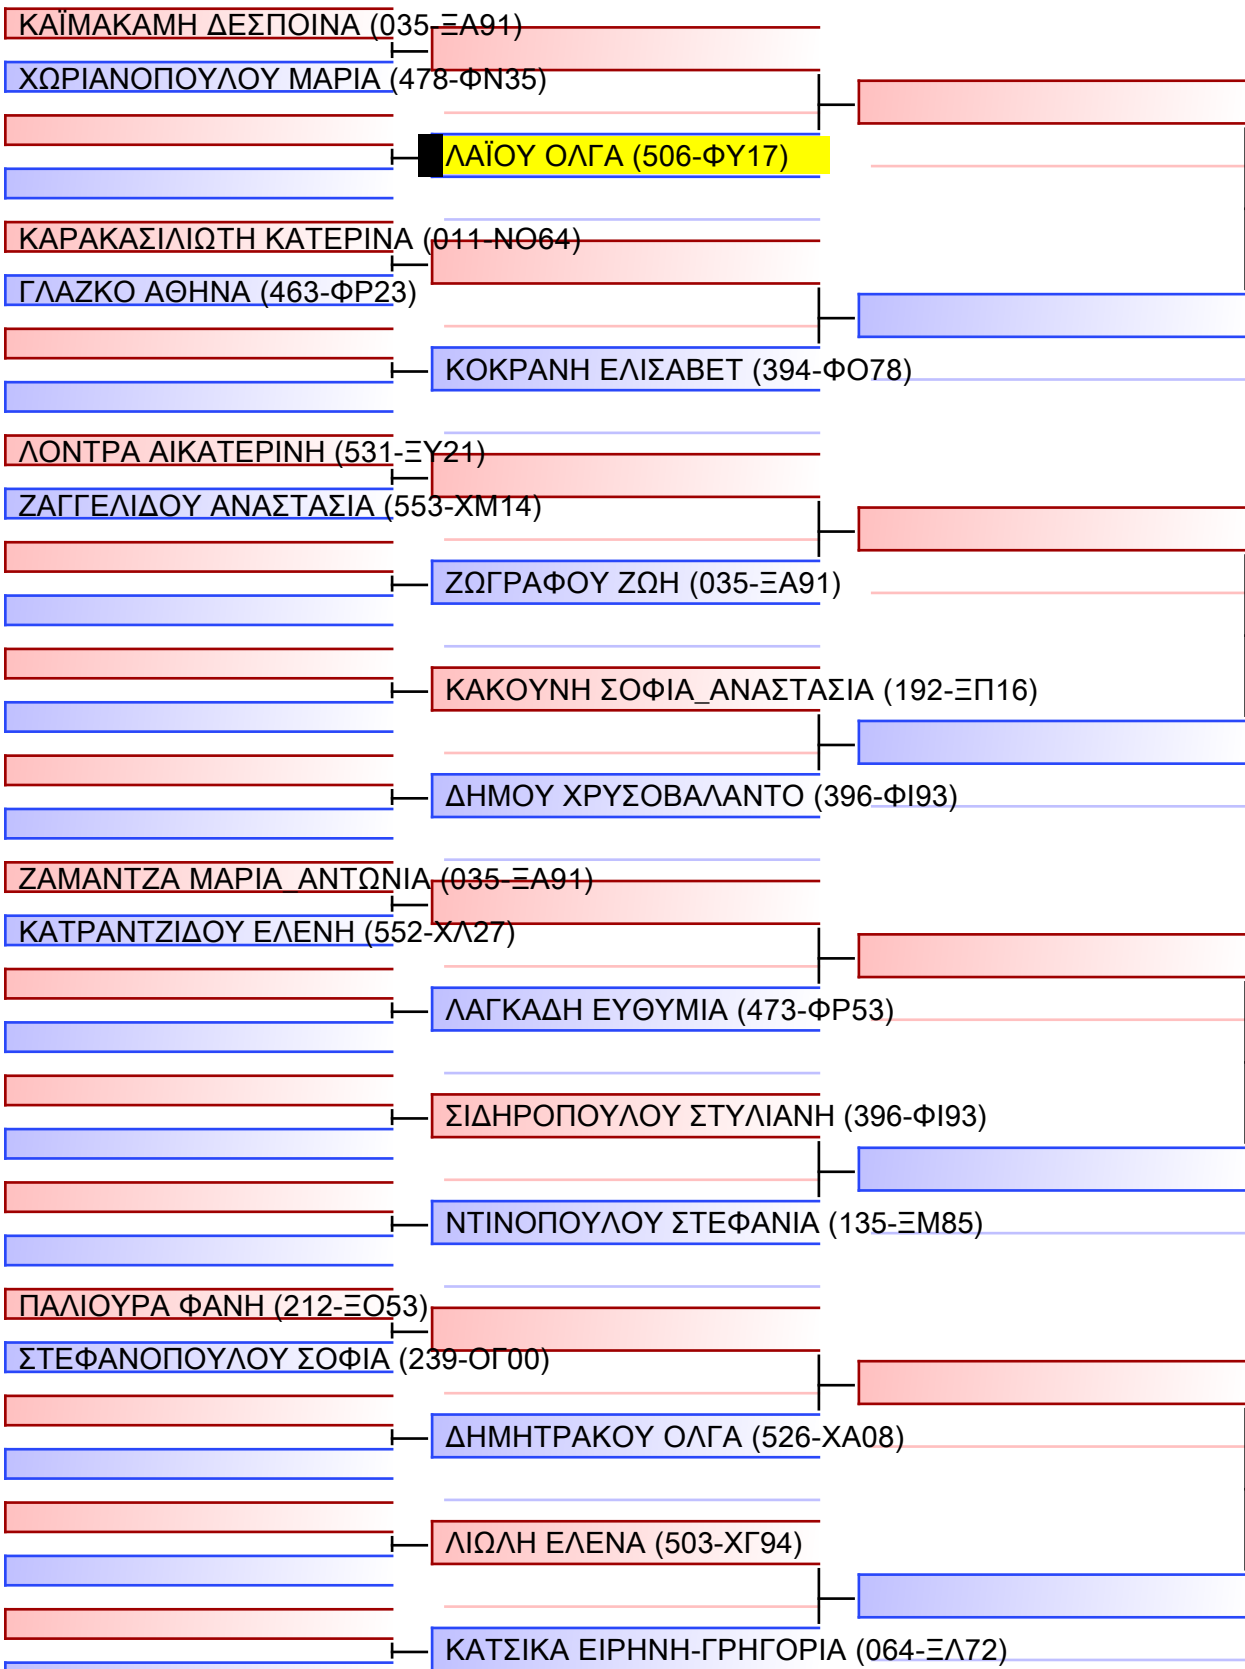 ΚΑΪΜΑΚΑΜΗ ΔΕΣΠΟΙΝΑ (035-ΞΑ91)
ΧΩΡΙΑΝΟΠΟΥΛΟΥ ΜΑΡΙΑ (478-ΦΝ35)
ΛΑΪΟΥ ΟΛΓΑ (506-ΦΥ17)
ΚΑΡΑΚΑΣΙΛΙΩΤΗ ΚΑΤΕΡΙΝΑ (011-ΝΟ64)
ΓΛΑΖΚΟ ΑΘΗΝΑ (463-ΦΡ23)
ΚΟΚΡΑΝΗ ΕΛΙΣΑΒΕΤ (394-ΦΟ78)
ΛΟΝΤΡΑ ΑΙΚΑΤΕΡΙΝΗ (531-ΞΥ21)
ΖΑΓΓΕΛΙΔΟΥ ΑΝΑΣΤΑΣΙΑ (553-ΧΜ14)
ΖΩΓΡΑΦΟΥ ΖΩΗ (035-ΞΑ91)
ΚΑΚΟΥΝΗ ΣΟΦΙΑ_ΑΝΑΣΤΑΣΙΑ (192-ΞΠ16)
ΔΗΜΟΥ ΧΡΥΣΟΒΑΛΑΝΤΟ (396-ΦΙ93)
ΖΑΜΑΝΤΖΑ ΜΑΡΙΑ_ΑΝΤΩΝΙΑ (035-ΞΑ91)
ΚΑΤΡΑΝΤΖΙΔΟΥ ΕΛΕΝΗ (552-ΧΛ27)
ΛΑΓΚΑΔΗ ΕΥΘΥΜΙΑ (473-ΦΡ53)
ΣΙΔΗΡΟΠΟΥΛΟΥ ΣΤΥΛΙΑΝΗ (396-ΦΙ93)
ΝΤΙΝΟΠΟΥΛΟΥ ΣΤΕΦΑΝΙΑ (135-ΞΜ85)
ΠΑΛΙΟΥΡΑ ΦΑΝΗ (212-ΞΟ53)
ΣΤΕΦΑΝΟΠΟΥΛΟΥ ΣΟΦΙΑ (239-ΟΓ00)
ΔΗΜΗΤΡΑΚΟΥ ΟΛΓΑ (526-ΧΑ08)
ΛΙΩΛΗ ΕΛΕΝΑ (503-ΧΓ94)
ΚΑΤΣΙΚΑ ΕΙΡΗΝΗ-ΓΡΗΓΟΡΙΑ (064-ΞΛ72)